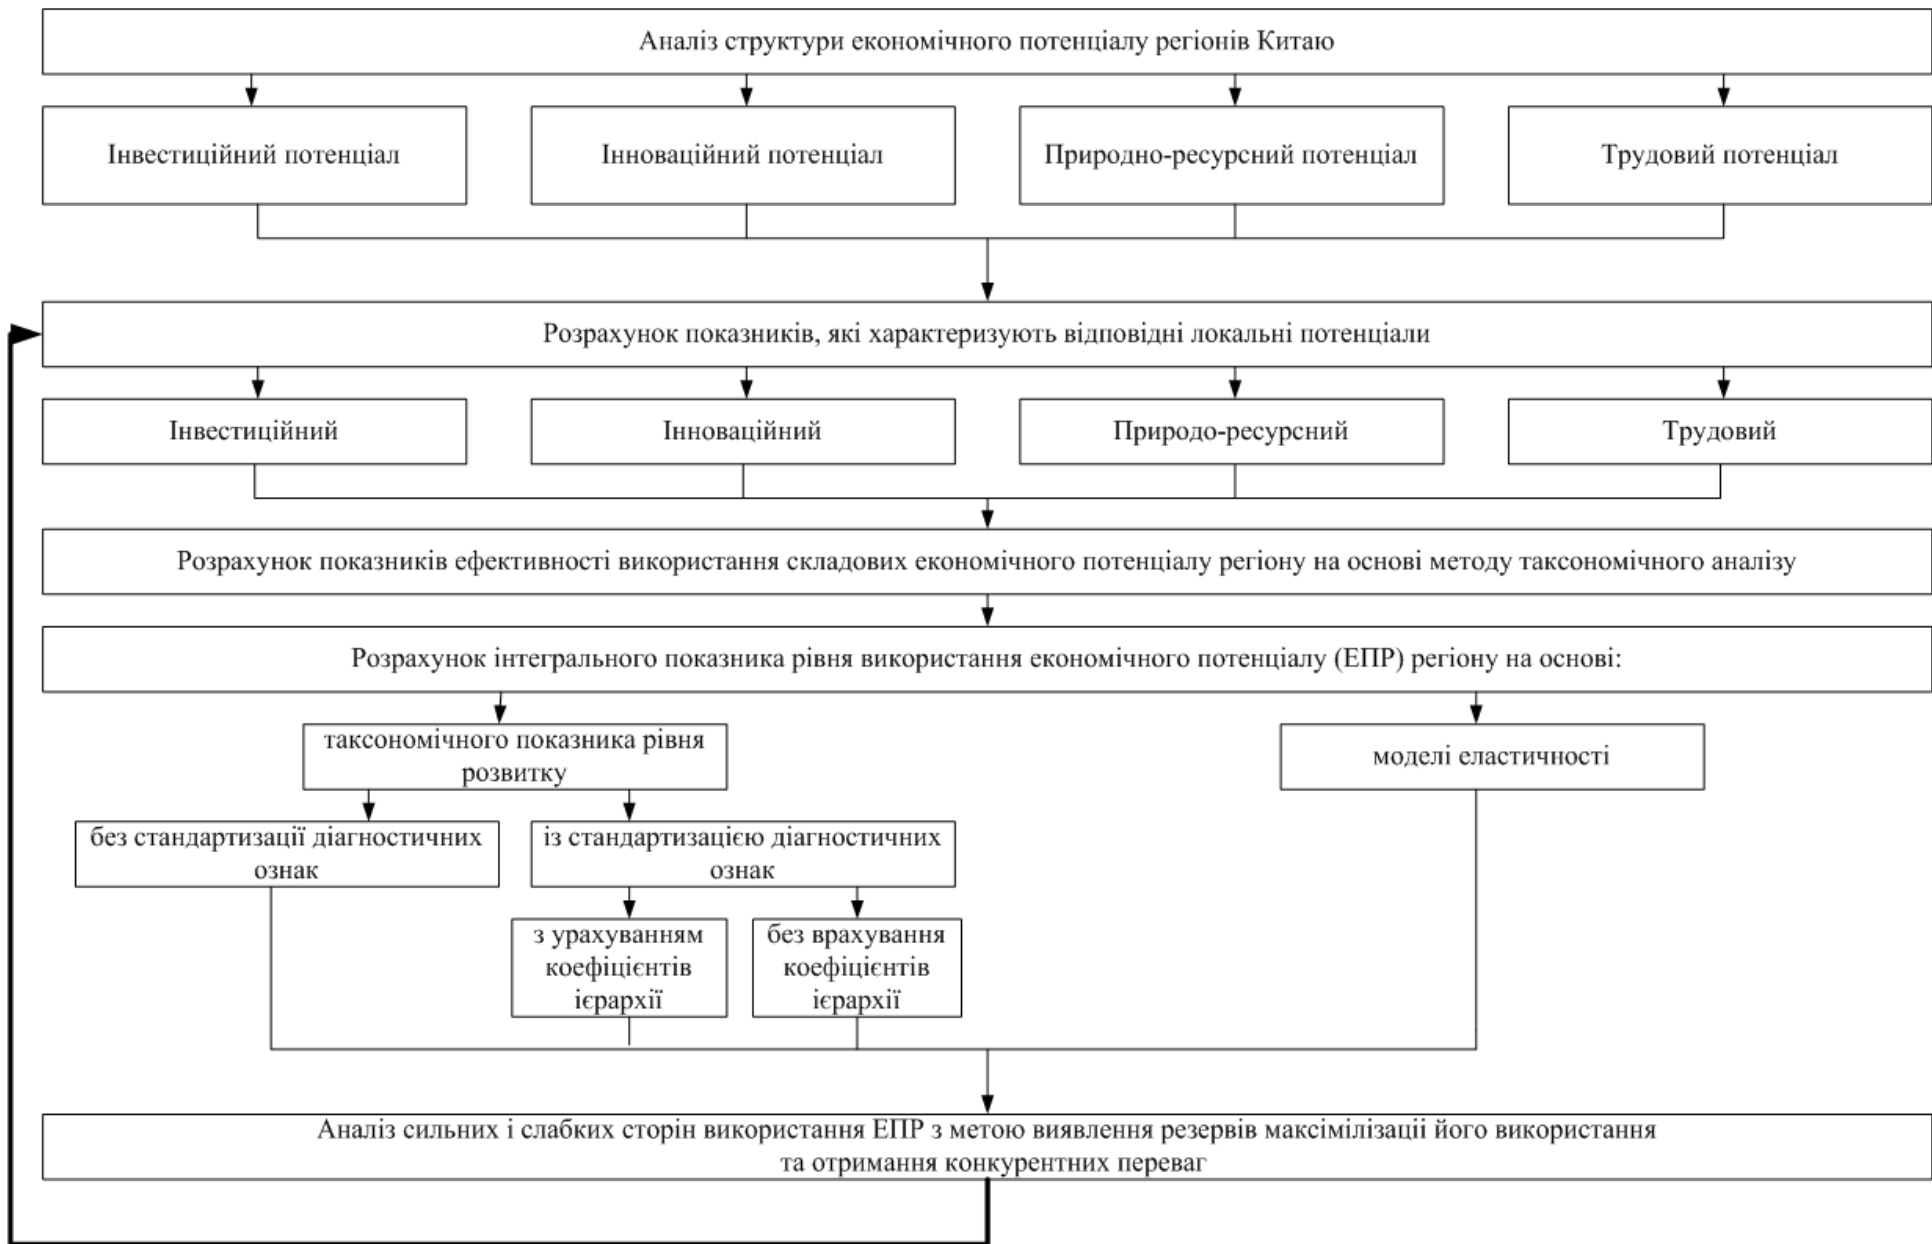 Аналіз структури економічного потенціалу регіонів Китаю
Інвестиційний потенціал
Інноваційний потенціал
Природно-ресурсний потенціал
Трудовий потенціал
Розрахунок показників, які характеризують відповідні локальні потенціали
Інвестиційний
Інноваційний
Природо-ресурсний
Трудовий
Розрахунок показників ефективності використання складових економічного потенціалу регіону на основі методу таксономічного аналізу
Розрахунок інтегрального показника рівня використання економічного потенціалу (ЕПР) регіону на основі:
таксономічного показника рівня
розвитку
моделі еластичності
без стандартизації діагностичних
ознак
із стандартизацією діагностичних
ознак
з урахуванням
коефіцієнтів
ієрархії
без врахування
коефіцієнтів
ієрархії
Аналіз сильних і слабких сторін використання ЕПР з метою виявлення резервів максімілізаціі його використання
та отримання конкурентних переваг